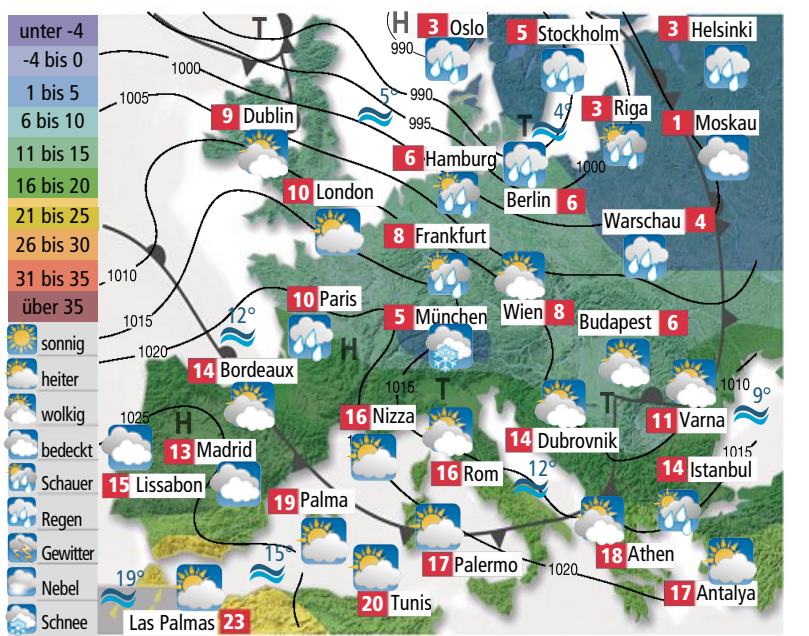 unter -4
-4 bis 0
1 bis 5
6 bis 10
11 bis 15
16 bis 20
21 bis 25
26 bis 30
31 bis 35
über 35
sonnig
heiter
wolkig
bedeckt
Schauer
Regen
Gewitter
Nebel
Schnee
T
H
990
3 Oslo
5 Stockholm
3 Helsinki
1000
1005
5°
990
995
9 Dublin
T
4°
3 Riga
1 Moskau
6 Hamburg
1000
10 London
Berlin 6
Warschau 4
8 Frankfurt
1010
1015
1020
12°
10 Paris
5 München
Wien 8
Budapest 6
H
14 Bordeaux
1015
T
T
1010
9°
1025
H
16 Nizza
11 Varna
13 Madrid
14 Dubrovnik
1015
15 Lissabon
16 Rom
12°
14 Istanbul
19 Palma
15°
17 Palermo
18 Athen
1020
19°
20 Tunis
17 Antalya
Las Palmas 23